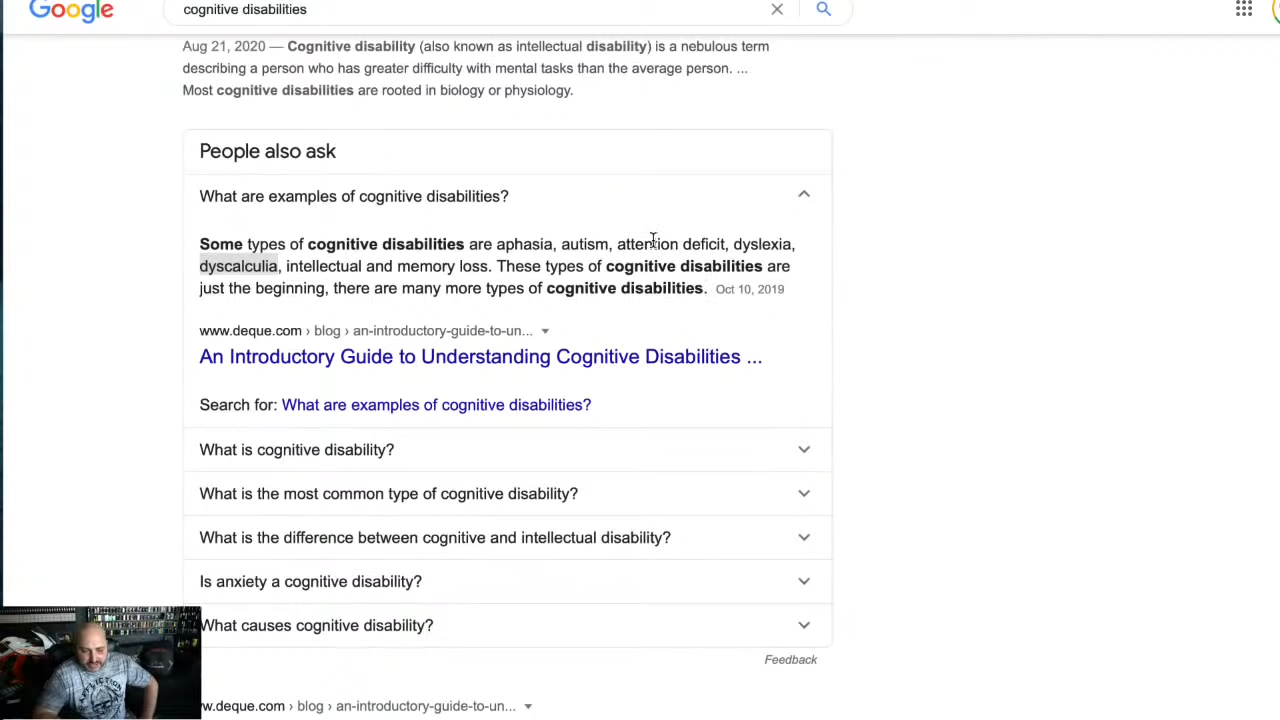 Google
cognitive disabilities
Aug 21, 2020 — Cognitive disability (also known as intellectual disability) is a nebulous term
describing a person who has greater difficulty with mental tasks than the average person. ...
Most cognitive disabilities are rooted in biology or physiology.
People also ask
What are examples of cognitive disabilities?
Some types of cognitive disabilities are aphasia, autism, attention deficit, dyslexia,
dyscalculia, intellectual and memory loss. These types of cognitive disabilities are
just the beginning, there are many more types of cognitive disabilities. Oct 10, 2019
www.deque.com › blog › an-introductory-guide-to-un...
An Introductory Guide to Understanding Cognitive Disabilities ...
Search for: What are examples of cognitive disabilities?
What is cognitive disability?
What is the most common type of cognitive disability?
What is the difference between cognitive and intellectual disability?
Is anxiety a cognitive disability?
What causes cognitive disability?
Feedback
w.deque.com › blog › an-introductory-guide-to-un...
AFFLICTION